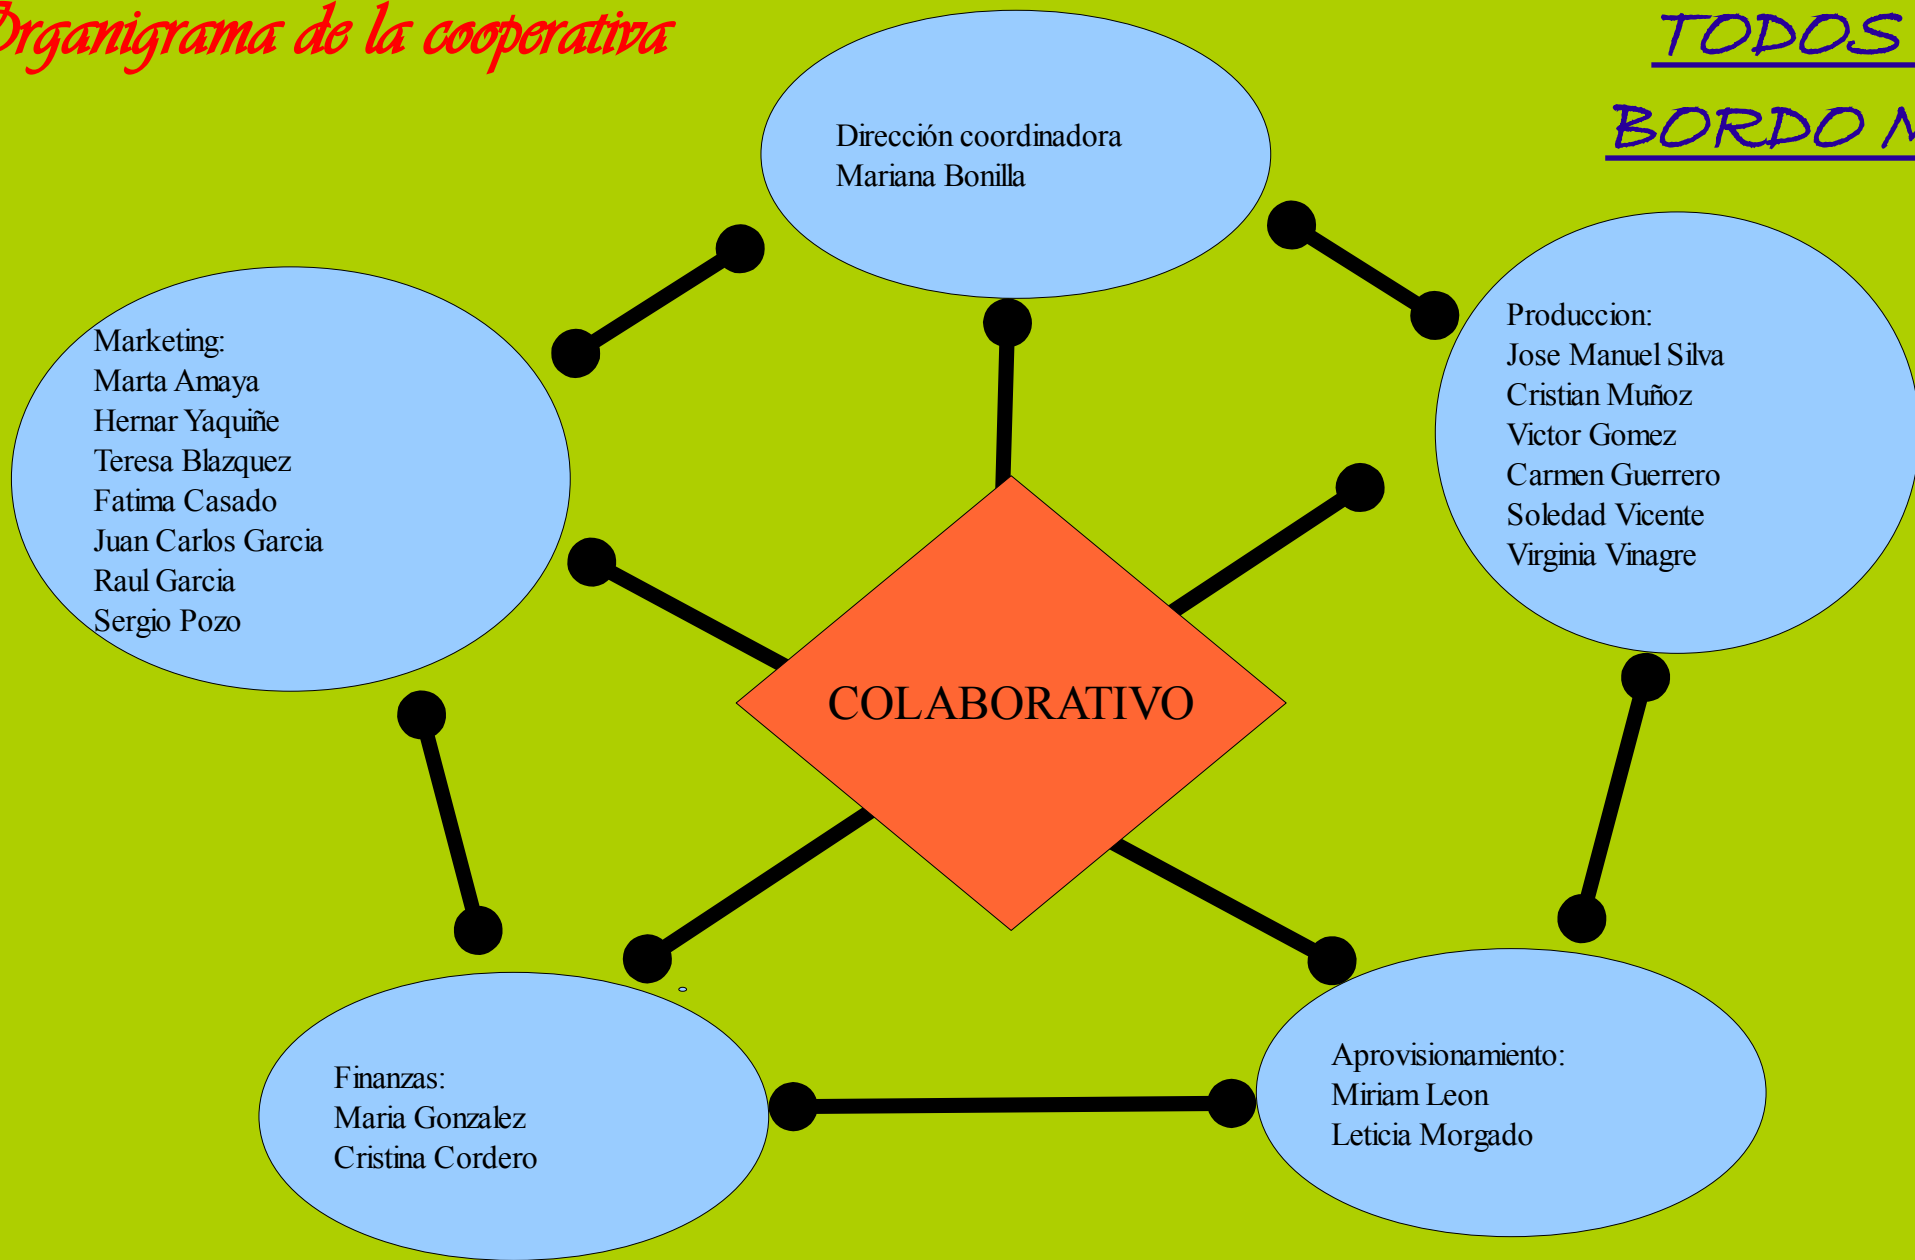 Organigrama de la cooperativa
TODOS
BORDO
Dirección coordinadora
Mariana Bonilla
Marketing:
Marta Amaya
Hernar Yaquiñe
Teresa Blazquez
Fatima Casado
Juan Carlos Garcia
Raul Garcia
Sergio Pozo
Produccion:
Jose Manuel Silva
Cristian Muñoz
Victor Gomez
Carmen Guerrero
Soledad Vicente
Virginia Vinagre
COLABORATIVO
Finanzas:
Maria Gonzalez
Cristina Cordero
Aprovisionamiento:
Miriam Leon
Leticia Morgado